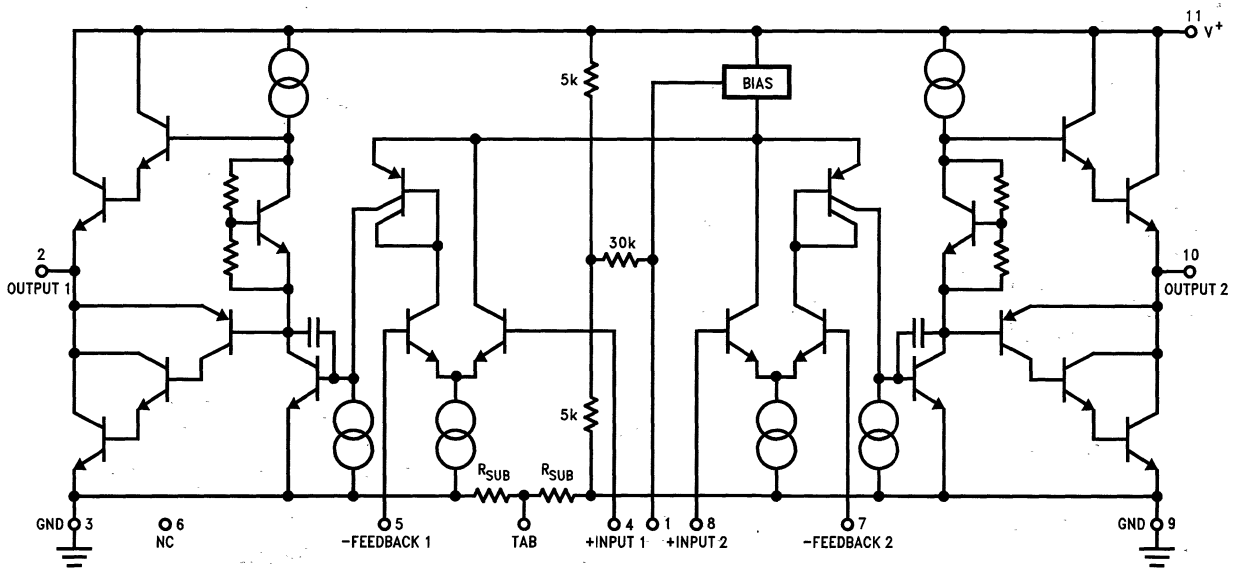 11
V+
5k
BIAS
30k
2
OUTPUT 1
10
OUTPUT 2
5k
RSUB
RSUB
GND 3
6
NC
5
-FEEDBACK 1
TAB
4
+INPUT 1
1
8
+INPUT 2
7
-FEEDBACK 2
GND 9